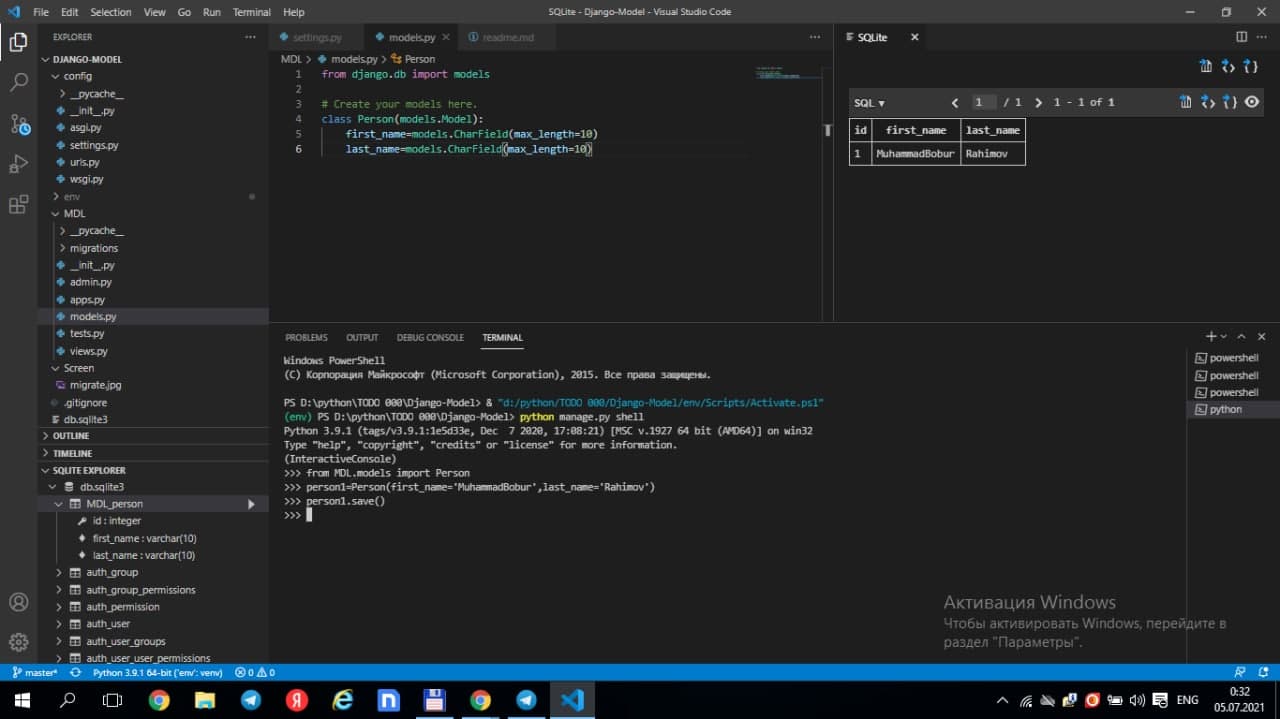 File Edit Selection View Go Run Terminal Help SQLite - Django-Model - Visual Studio Code
EXPLORER
DJANGO-MODEL
config
__pycache__
__init__.py
asgi.py
settings.py
urls.py
wsgi.py
env
MDL
__pycache__
migrations
__init__.py
admin.py
apps.py
models.py
tests.py
views.py
Screen
migrate.jpg
.gitignore
db.sqlite3
OUTLINE
TIMELINE
SQLITE EXPLORER
db.sqlite3
MDL_person
id : integer
first_name : varchar(10)
last_name : varchar(10)
auth_group
auth_group_permissions
auth_permission
auth_user
auth_user_groups
auth_user_user_permissions
settings.py models.py readme.md
MDL > models.py > Person
1 from django.db import models
2
3 # Create your models here.
4 class Person(models.Model):
5 first_name=models.CharField(max_length=10)
6 last_name=models.CharField(max_length=10)
SQLite
SQL 1 / 1 1 - 1 of 1
id first_name last_name
1 MuhammadBobur Rahimov
PROBLEMS OUTPUT DEBUG CONSOLE TERMINAL
Windows PowerShell
(C) Корпорация Майкрософт (Microsoft Corporation), 2015. Все права защищены.
PS D:\python\TODO 000\Django-Model> & "d:/python/TODO 000/Django-Model/env/Scripts/Activate.ps1"
(env) PS D:\python\TODO 000\Django-Model> python manage.py shell
Python 3.9.1 (tags/v3.9.1:1e5d33e, Dec 7 2020, 17:08:21) [MSC v.1927 64 bit (AMD64)] on win32
Type "help", "copyright", "credits" or "license" for more information.
(InteractiveConsole)
>>> from MDL.models import Person
>>> person1=Person(first_name='MuhammadBobur',last_name='Rahimov')
>>> person1.save()
>>>
powershell
powershell
powershell
python
Активация Windows
Чтобы активировать Windows, перейдите в
раздел "Параметры".
master* Python 3.9.1 64-bit ('env': venv) 0 0
ENG
0:32
05.07.2021